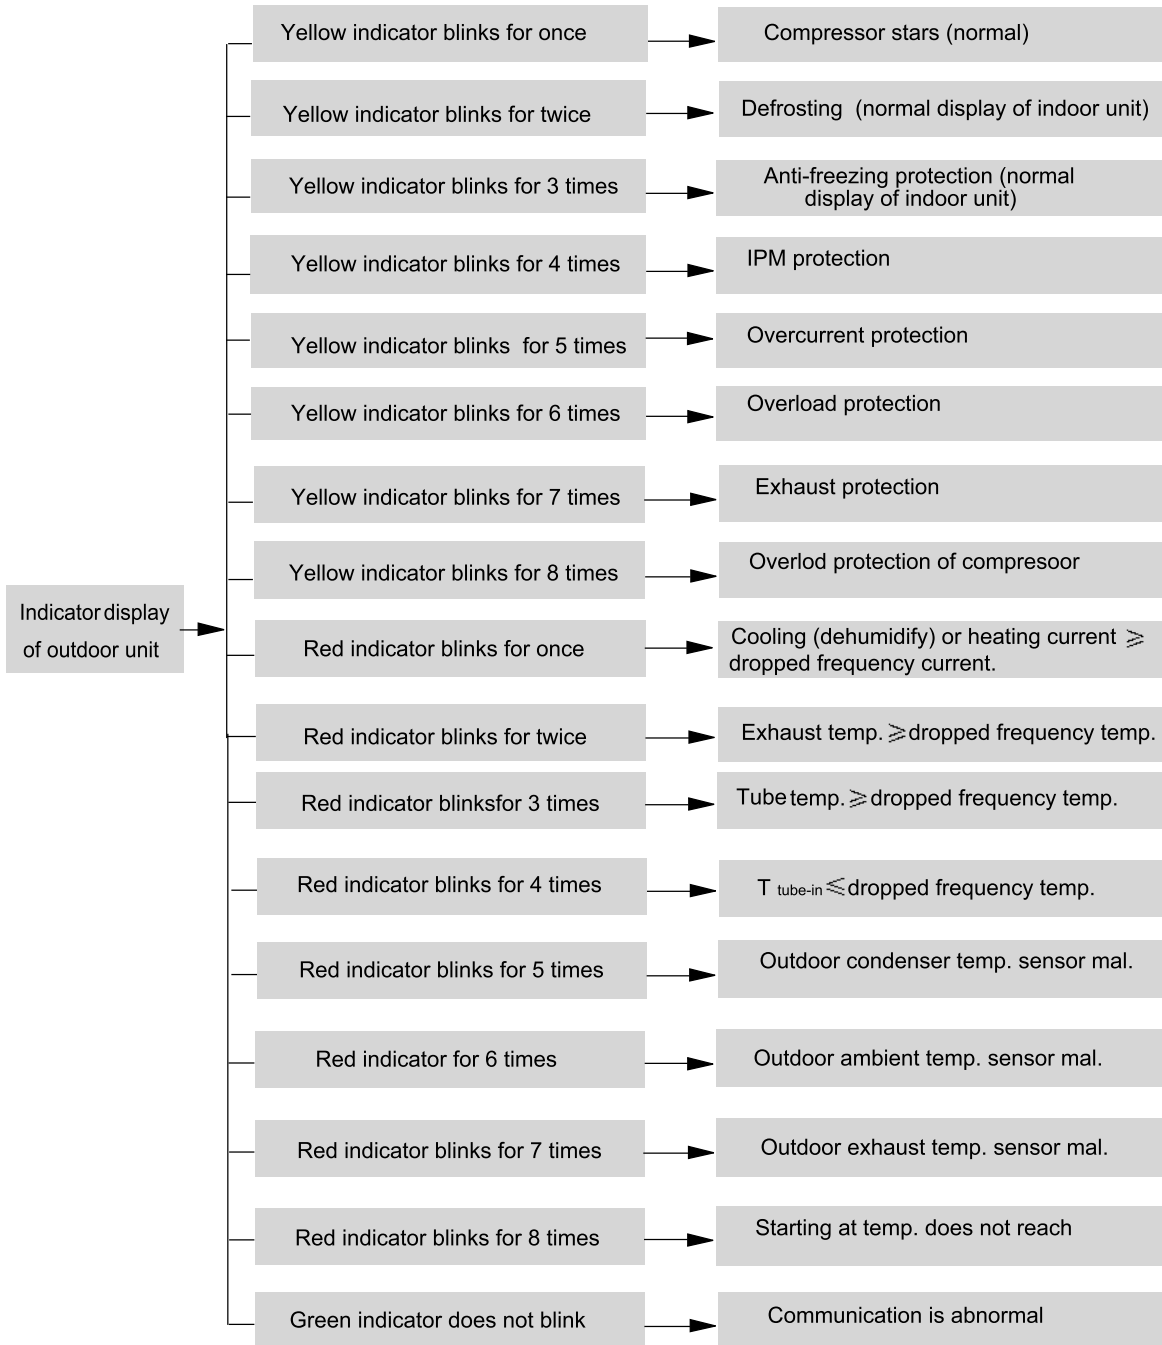 Yellow indicator blinks for once
Compressor stars (normal)
Yellow indicator blinks for twice
Defrosting (normal display of indoor unit)
Yellow indicator blinks for 3 times
Anti-freezing protection (normal
display of indoor unit)
Yellow indicator blinks for 4 times
IPM protection
Yellow indicator blinks for 5 times
Overcurrent protection
Yellow indicator blinks for 6 times
Overload protection
Yellow indicator blinks for 7 times
Exhaust protection
Yellow indicator blinks for 8 times
Overlod protection of compresoor
Indicator display
of outdoor unit
Red indicator blinks for once
Cooling (dehumidify) or heating current ≥
dropped frequency current.
Red indicator blinks for twice
Exhaust temp. ≥dropped frequency temp.
Red indicator blinksfor 3 times
Tube temp. ≥dropped frequency temp.
Red indicator blinks for 4 times
T tube-in ≤dropped frequency temp.
Red indicator blinks for 5 times
Outdoor condenser temp. sensor mal.
Red indicator for 6 times
Outdoor ambient temp. sensor mal.
Red indicator blinks for 7 times
Outdoor exhaust temp. sensor mal.
Red indicator blinks for 8 times
Starting at temp. does not reach
Green indicator does not blink
Communication is abnormal